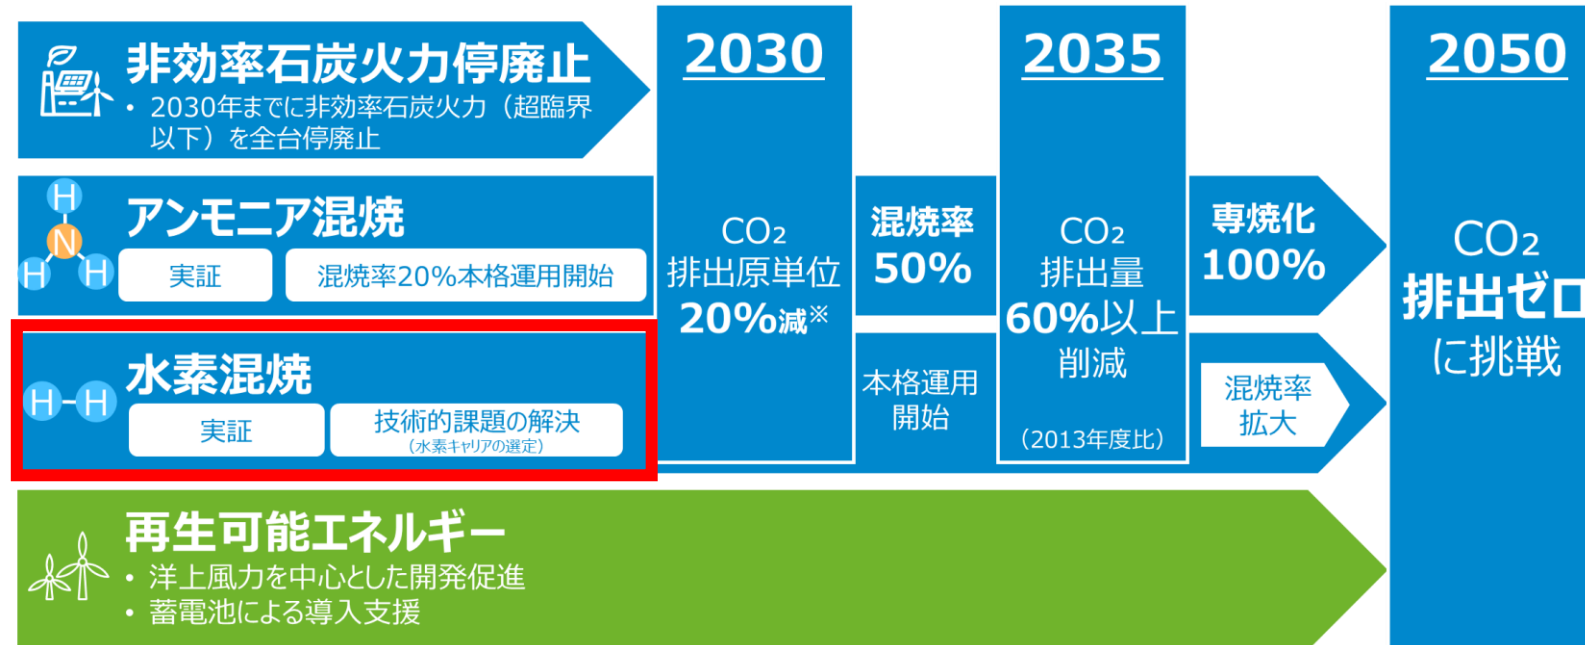 非効率石炭火力停廃止
• 2030年までに非効率石炭火力（超臨界
以下）を全台停廃止
2030
CO₂
排出原単位
20%減※
2035
CO₂
排出量
60%以上
削減
（2013年度比）
2050
CO₂
排出ゼロ
に挑戦
H
N
H
H
アンモニア混焼
実証
混焼率20%本格運用開始
混焼率
50%
専焼化
100%
H-H
水素混焼
実証
技術的課題の解決
（水素キャリアの選定）
本格運用
開始
混焼率
拡大
再生可能エネルギー
• 洋上風力を中心とした開発促進
• 蓄電池による導入支援